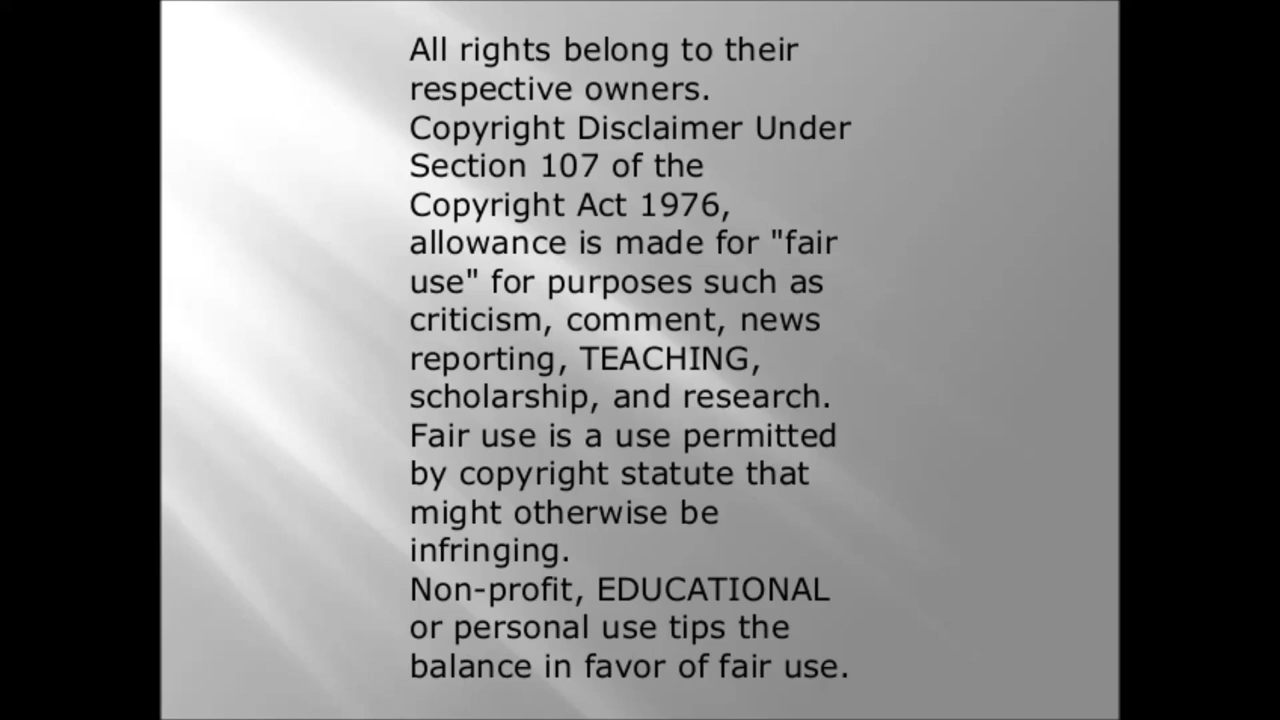 All rights belong to their
respective owners.
Copyright Disclaimer Under
Section 107 of the
Copyright Act 1976,
allowance is made for "fair
use" for purposes such as
criticism, comment, news
reporting, TEACHING,
scholarship, and research.
Fair use is a use permitted
by copyright statute that
might otherwise be
infringing.
Non-profit, EDUCATIONAL
or personal use tips the
balance in favor of fair use.